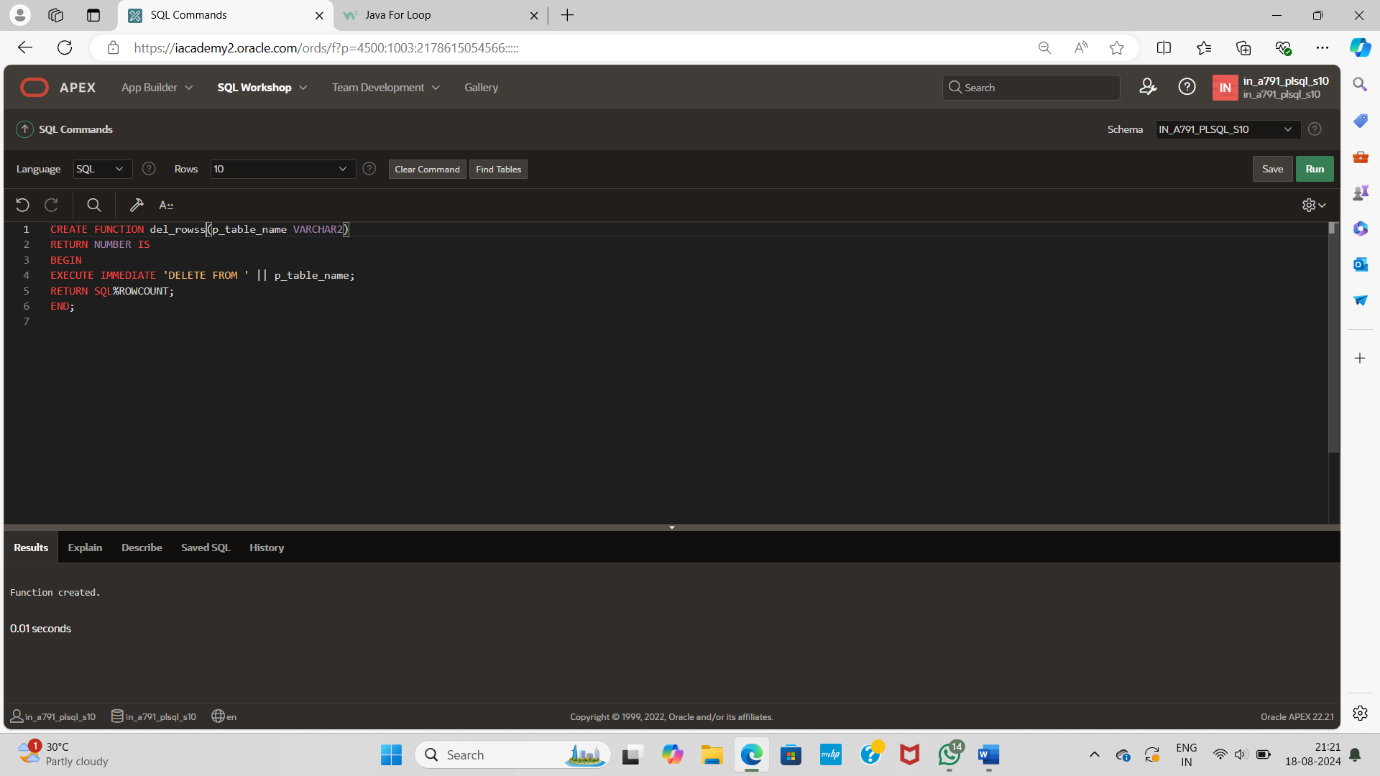 SQL Commands
Java For Loop
https://iacademy2.oracle.com/ords/f?p=4500:1003:2178615054566:::::
APEX App Builder SQL Workshop Team Development Gallery Search IN in_a791_plsql_s10
in_a791_plsql_s10
SQL Commands Schema IN_A791_PLSQL_S10
Language SQL Rows 10 Clear Command Find Tables Save Run
1 CREATE FUNCTION del_rowss(p_table_name VARCHAR2)
2 RETURN NUMBER IS
3 BEGIN
4 EXECUTE IMMEDIATE 'DELETE FROM ' || p_table_name;
5 RETURN SQL%ROWCOUNT;
6 END;
7
Results Explain Describe Saved SQL History
Function created.
0.01 seconds
in_a791_plsql_s10 in_a791_plsql_s10 en Copyright © 1999, 2022, Oracle and/or its affiliates. Oracle APEX 22.2.1
1 30°C
Partly cloudy
Search
myhp
14
W
ENG
IN
21:21
18-08-2024